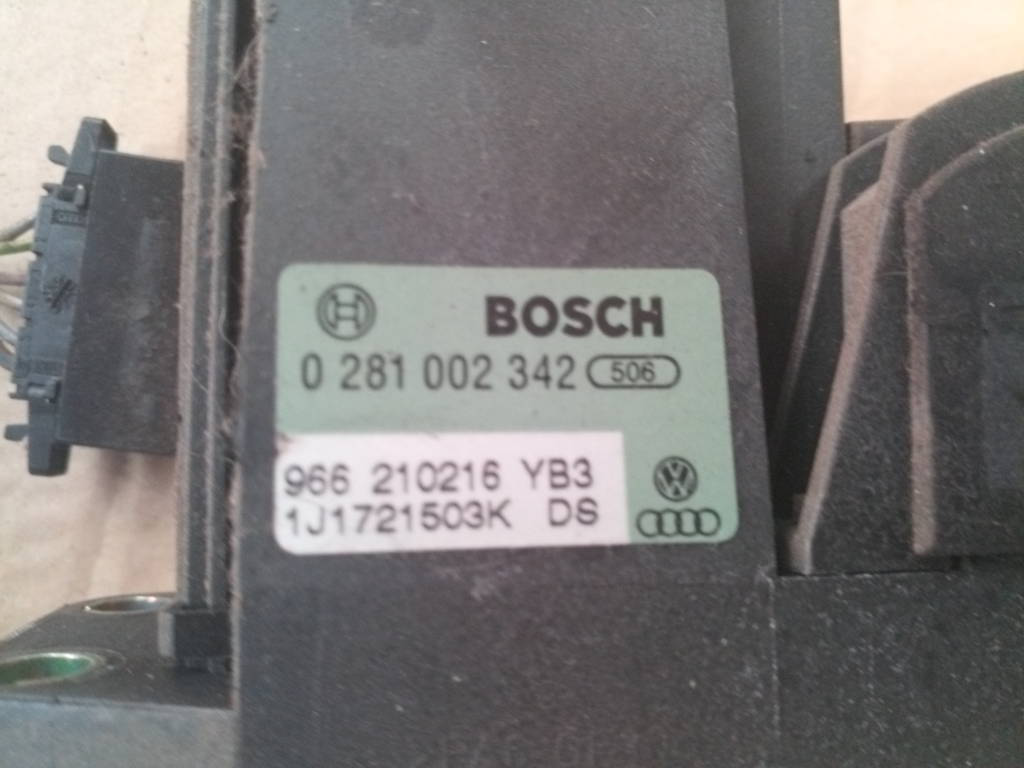 BOSCH
0 281 002 342 506
966 210216 YB3
1J1721503K DS